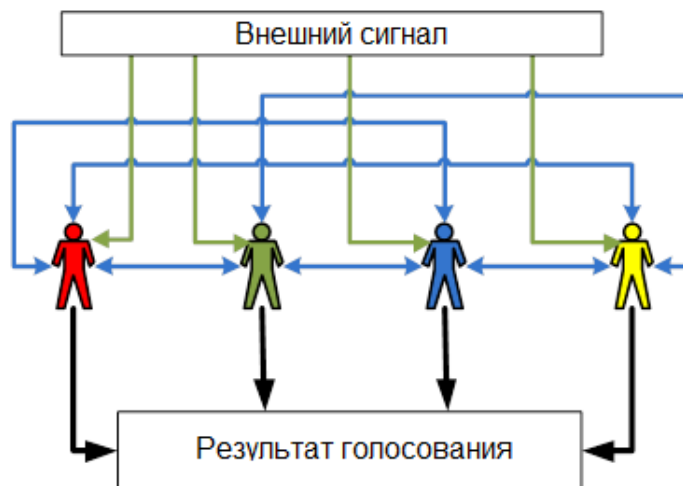 Внешний сигнал
Результат голосования